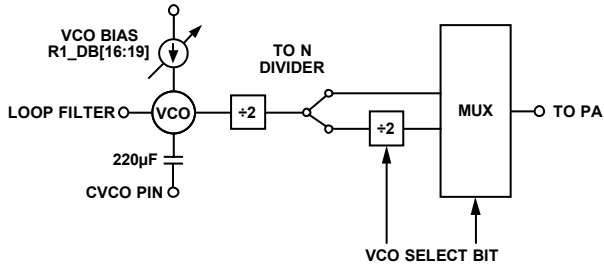 VCO BIAS
R1_DB[16:19]
TO N
DIVIDER
LOOP FILTER
VCO
÷2
÷2
MUX
TO PA
220µF
CVCO PIN
VCO SELECT BIT